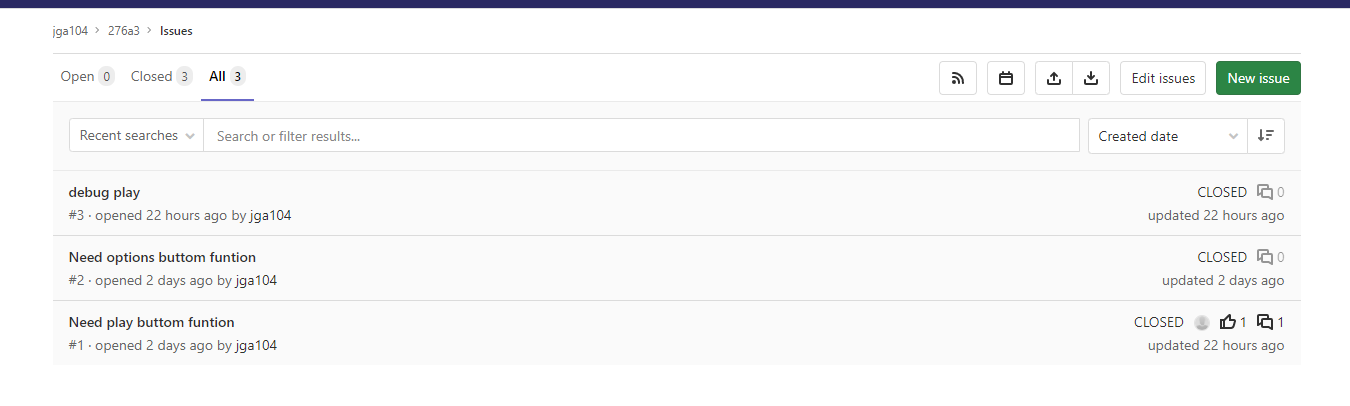 jga104 > 276a3 > Issues
Open 0 Closed 3 All 3 Edit issues New issue
Recent searches Search or filter results... Created date
debug play CLOSED 0
#3 · opened 22 hours ago by jga104 updated 22 hours ago
Need options buttom funtion CLOSED 0
#2 · opened 2 days ago by jga104 updated 2 days ago
Need play buttom funtion CLOSED 1 1
#1 · opened 2 days ago by jga104 updated 22 hours ago